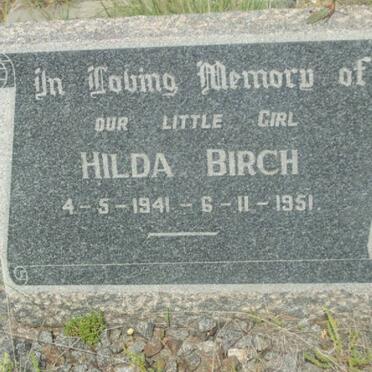 In Loving Memory of
OUR LITTLE GIRL
HILDA BIRCH
4-5-1941-6-11-1951.